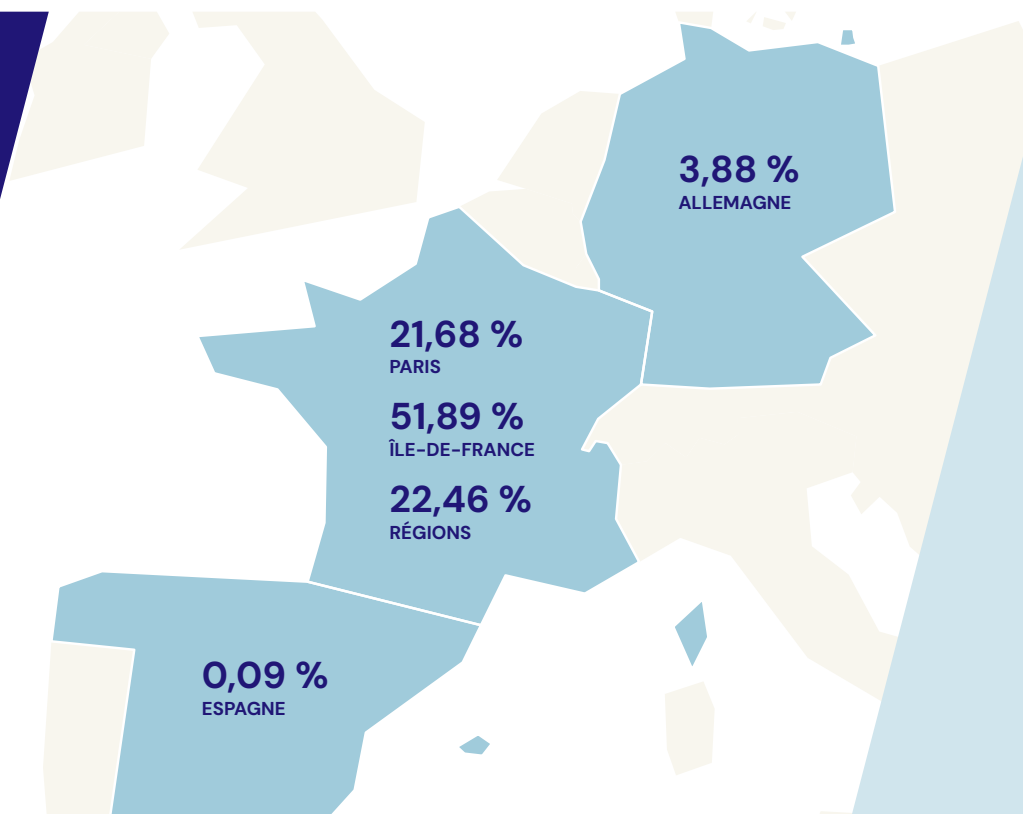 3,88 %
ALLEMAGNE
21,68 %
PARIS
51,89 %
ÎLE-DE-FRANCE
22,46 %
RÉGIONS
0,09 %
ESPAGNE